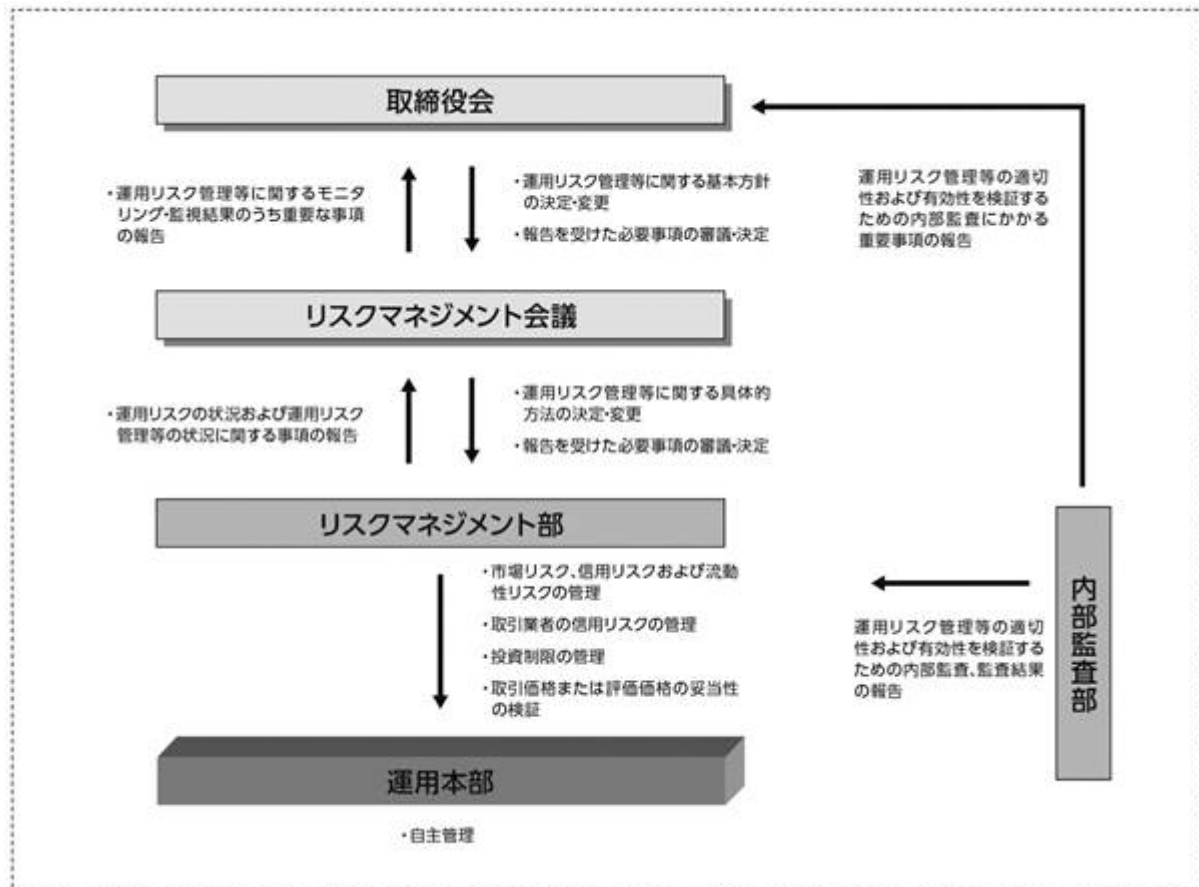 取締役会
・運用リスク管理等に関するモニタ
リング・監視結果のうち重要な事項
の報告
・運用リスク管理等に関する基本方針
の決定・変更
・報告を受けた必要事項の審議・決定
運用リスク管理等の適切
性および有効性を検証す
るための内部監査にかかる
重要事項の報告
リスクマネジメント会議
・運用リスクの状況および運用リスク
管理等の状況に関する事項の報告
・運用リスク管理等に関する具体的
方法の決定・変更
・報告を受けた必要事項の審議・決定
リスクマネジメント部
・市場リスク、信用リスクおよび流動
性リスクの管理
・取引業者の信用リスクの管理
・投資制限の管理
・取引価格または評価価格の妥当性
の検証
運用リスク管理等の適切
性および有効性を検証する
ための内部監査、監査結果
の報告
内部監査部
運用本部
・自主管理